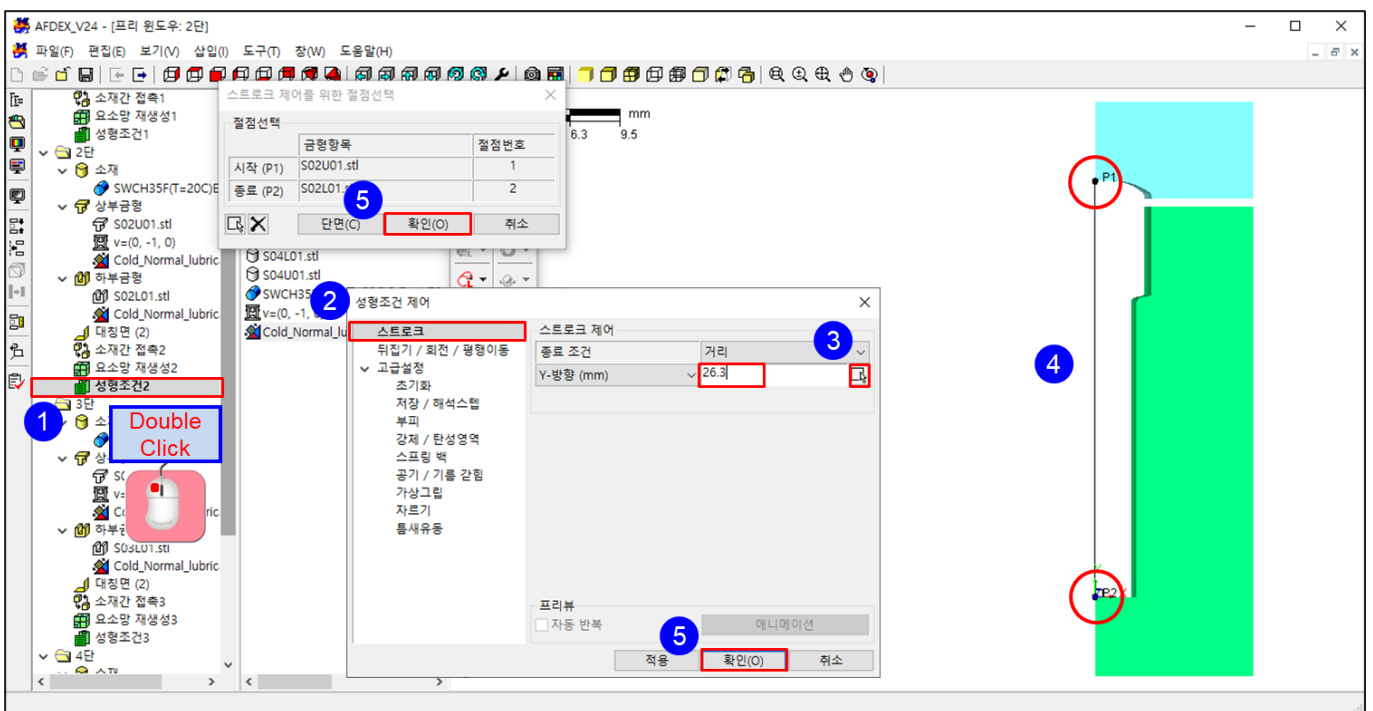 AFDEX_V24 - [프리 윈도우: 2단]
파일(F) 편집(E) 보기(V) 삽입(I) 도구(T) 창(W) 도움말(H)
소재간 접촉1
요소망 재생성1
성형조건1
2단
소재
SWCH35F(T=20C)E
상부금형
S02U01.stl
v=(0, -1, 0)
Cold_Normal_lubric
하부금형
S02L01.stl
Cold_Normal_lubric
대칭면 (2)
소재간 접촉2
요소망 재생성2
성형조건2
1
3단
Double
Click
ric
S03L01.stl
Cold_Normal_lubric
대칭면 (2)
소재간 접촉3
요소망 재생성3
성형조건3
4단
스트로크 제어를 위한 절점선택
절점선택
금형항목 절점번호
시작 (P1) S02U01.stl 1
종료 (P2) 2
5
단면(C) 확인(O) 취소
S04L01.stl
S04U01.stl
v=(0, -1,
Cold_Normal_lu
2
성형조건 제어
스트로크
뒤집기 / 회전 / 평행이동
고급설정
초기화
저장 / 해석스텝
부피
강제 / 탄성영역
스프링 백
공기 / 기름 갇힘
가상그립
자르기
틈새유동
스트로크 제어
3
종료 조건 거리
Y-방향 (mm) 26.3
프리뷰
자동 반복 애니메이션
5
적용 확인(O) 취소
mm
6.3 9.5
P1
4
P2